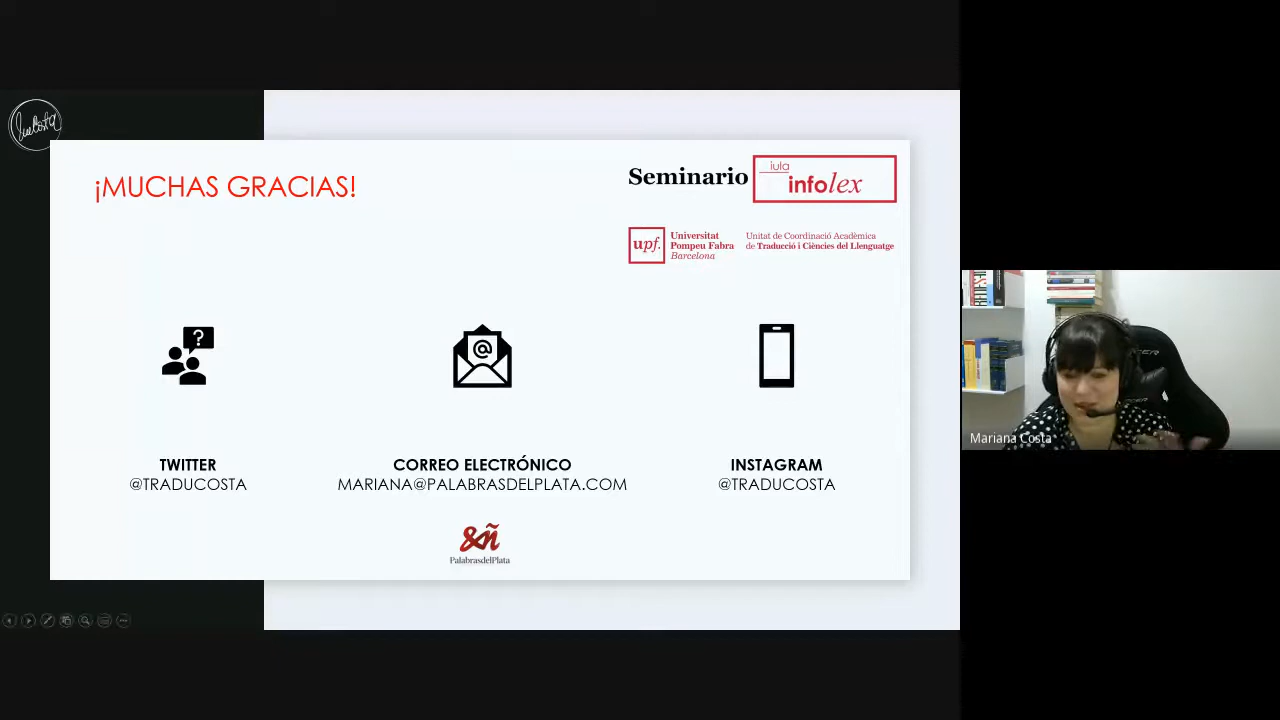 ¡MUCHAS GRACIAS!
Seminario
iula
infolex
upf.
Universitat
Pompeu Fabra
Barcelona
Unitat de Coordinació Acadèmica
de Traducció i Ciències del Llenguatge
?
@
TWITTER
@TRADUCOSTA
CORREO ELECTRÓNICO
MARIANA@PALABRASDELPLATA.COM
INSTAGRAM
@TRADUCOSTA
&ñ
PalabrasdelPlata
Mariana Costa